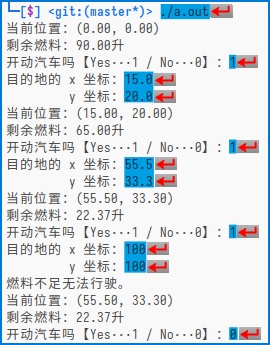 [$] <git:(master*)> ./a.out
当前位置：(0.00, 0.00)
剩余燃料：90.00升
开动汽车吗【Yes···1 / No···0】：1
目的地的 x 坐标：15.0
y 坐标：20.0
当前位置：(15.00, 20.00)
剩余燃料：65.00升
开动汽车吗【Yes···1 / No···0】：1
目的地的 x 坐标：55.5
y 坐标：33.3
当前位置：(55.50, 33.30)
剩余燃料：22.37升
开动汽车吗【Yes···1 / No···0】：1
目的地的 x 坐标：100
y 坐标：100
燃料不足无法行驶。
当前位置：(55.50, 33.30)
剩余燃料：22.37升
开动汽车吗【Yes···1 / No···0】：0